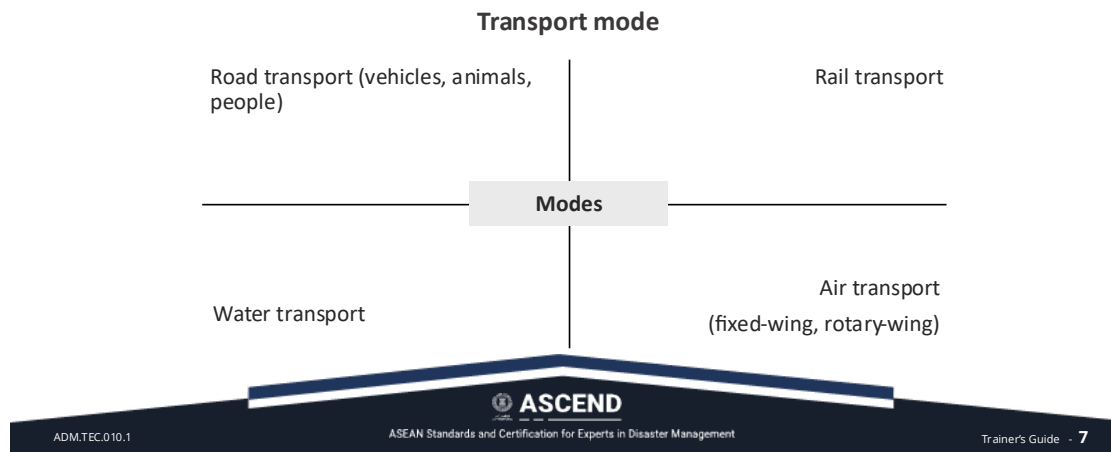 Transport mode
Road transport (vehicles, animals,
people)
Rail transport
Modes
Water transport
Air transport
(fixed-wing, rotary-wing)
ASCEND
ASEAN Standards and Certification for Experts in Disaster Management
ADM.TEC.010.1
Trainer's Guide - 7